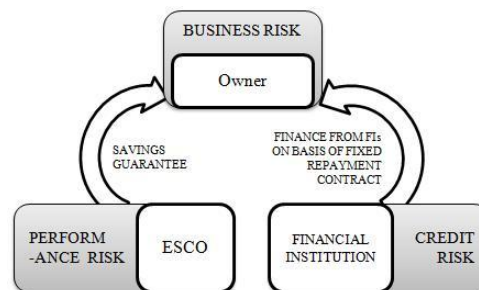 BUSINESS RISK
Owner
SAVINGS
GUARANTEE
FINANCE FROM FIs
ON BASIS OF FIXED
REPAYMENT
CONTRACT
PERFORM
-ANCE RISK
ESCO
FINANCIAL
INSTITUTION
CREDIT
RISK